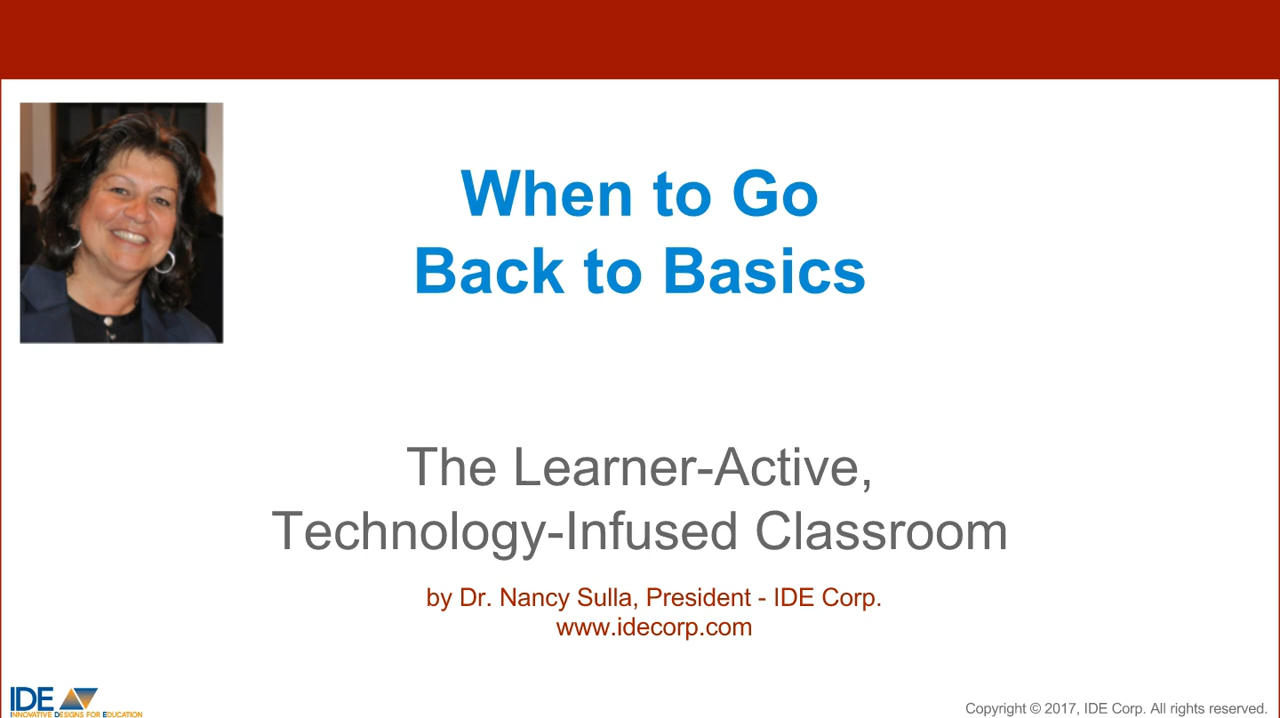 When to Go
Back to Basics
The Learner-Active,
Technology-Infused Classroom
by Dr. Nancy Sulla, President - IDE Corp.
www.idecorp.com
IDE
INNOVATIVE DESIGNS FOR EDUCATION
Copyright © 2017, IDE Corp. All rights reserved.